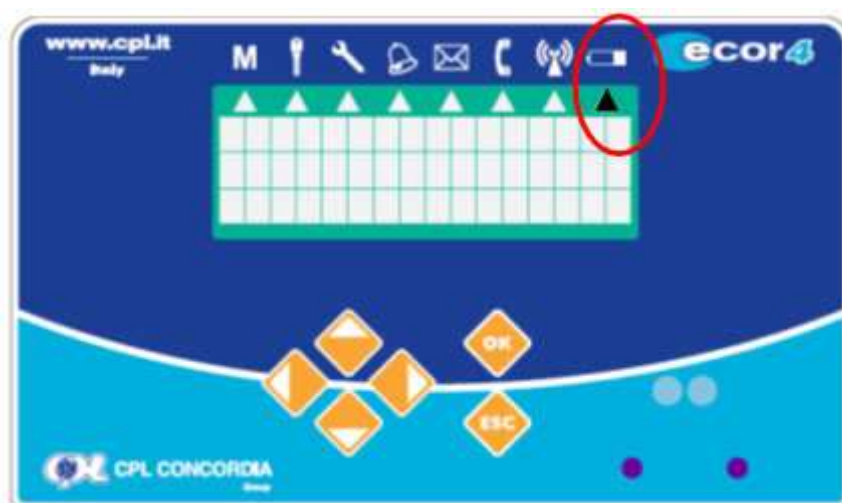 www.cpl.it
Italy
M
ecor4
OK
ESC
CPL CONCORDIA
Group